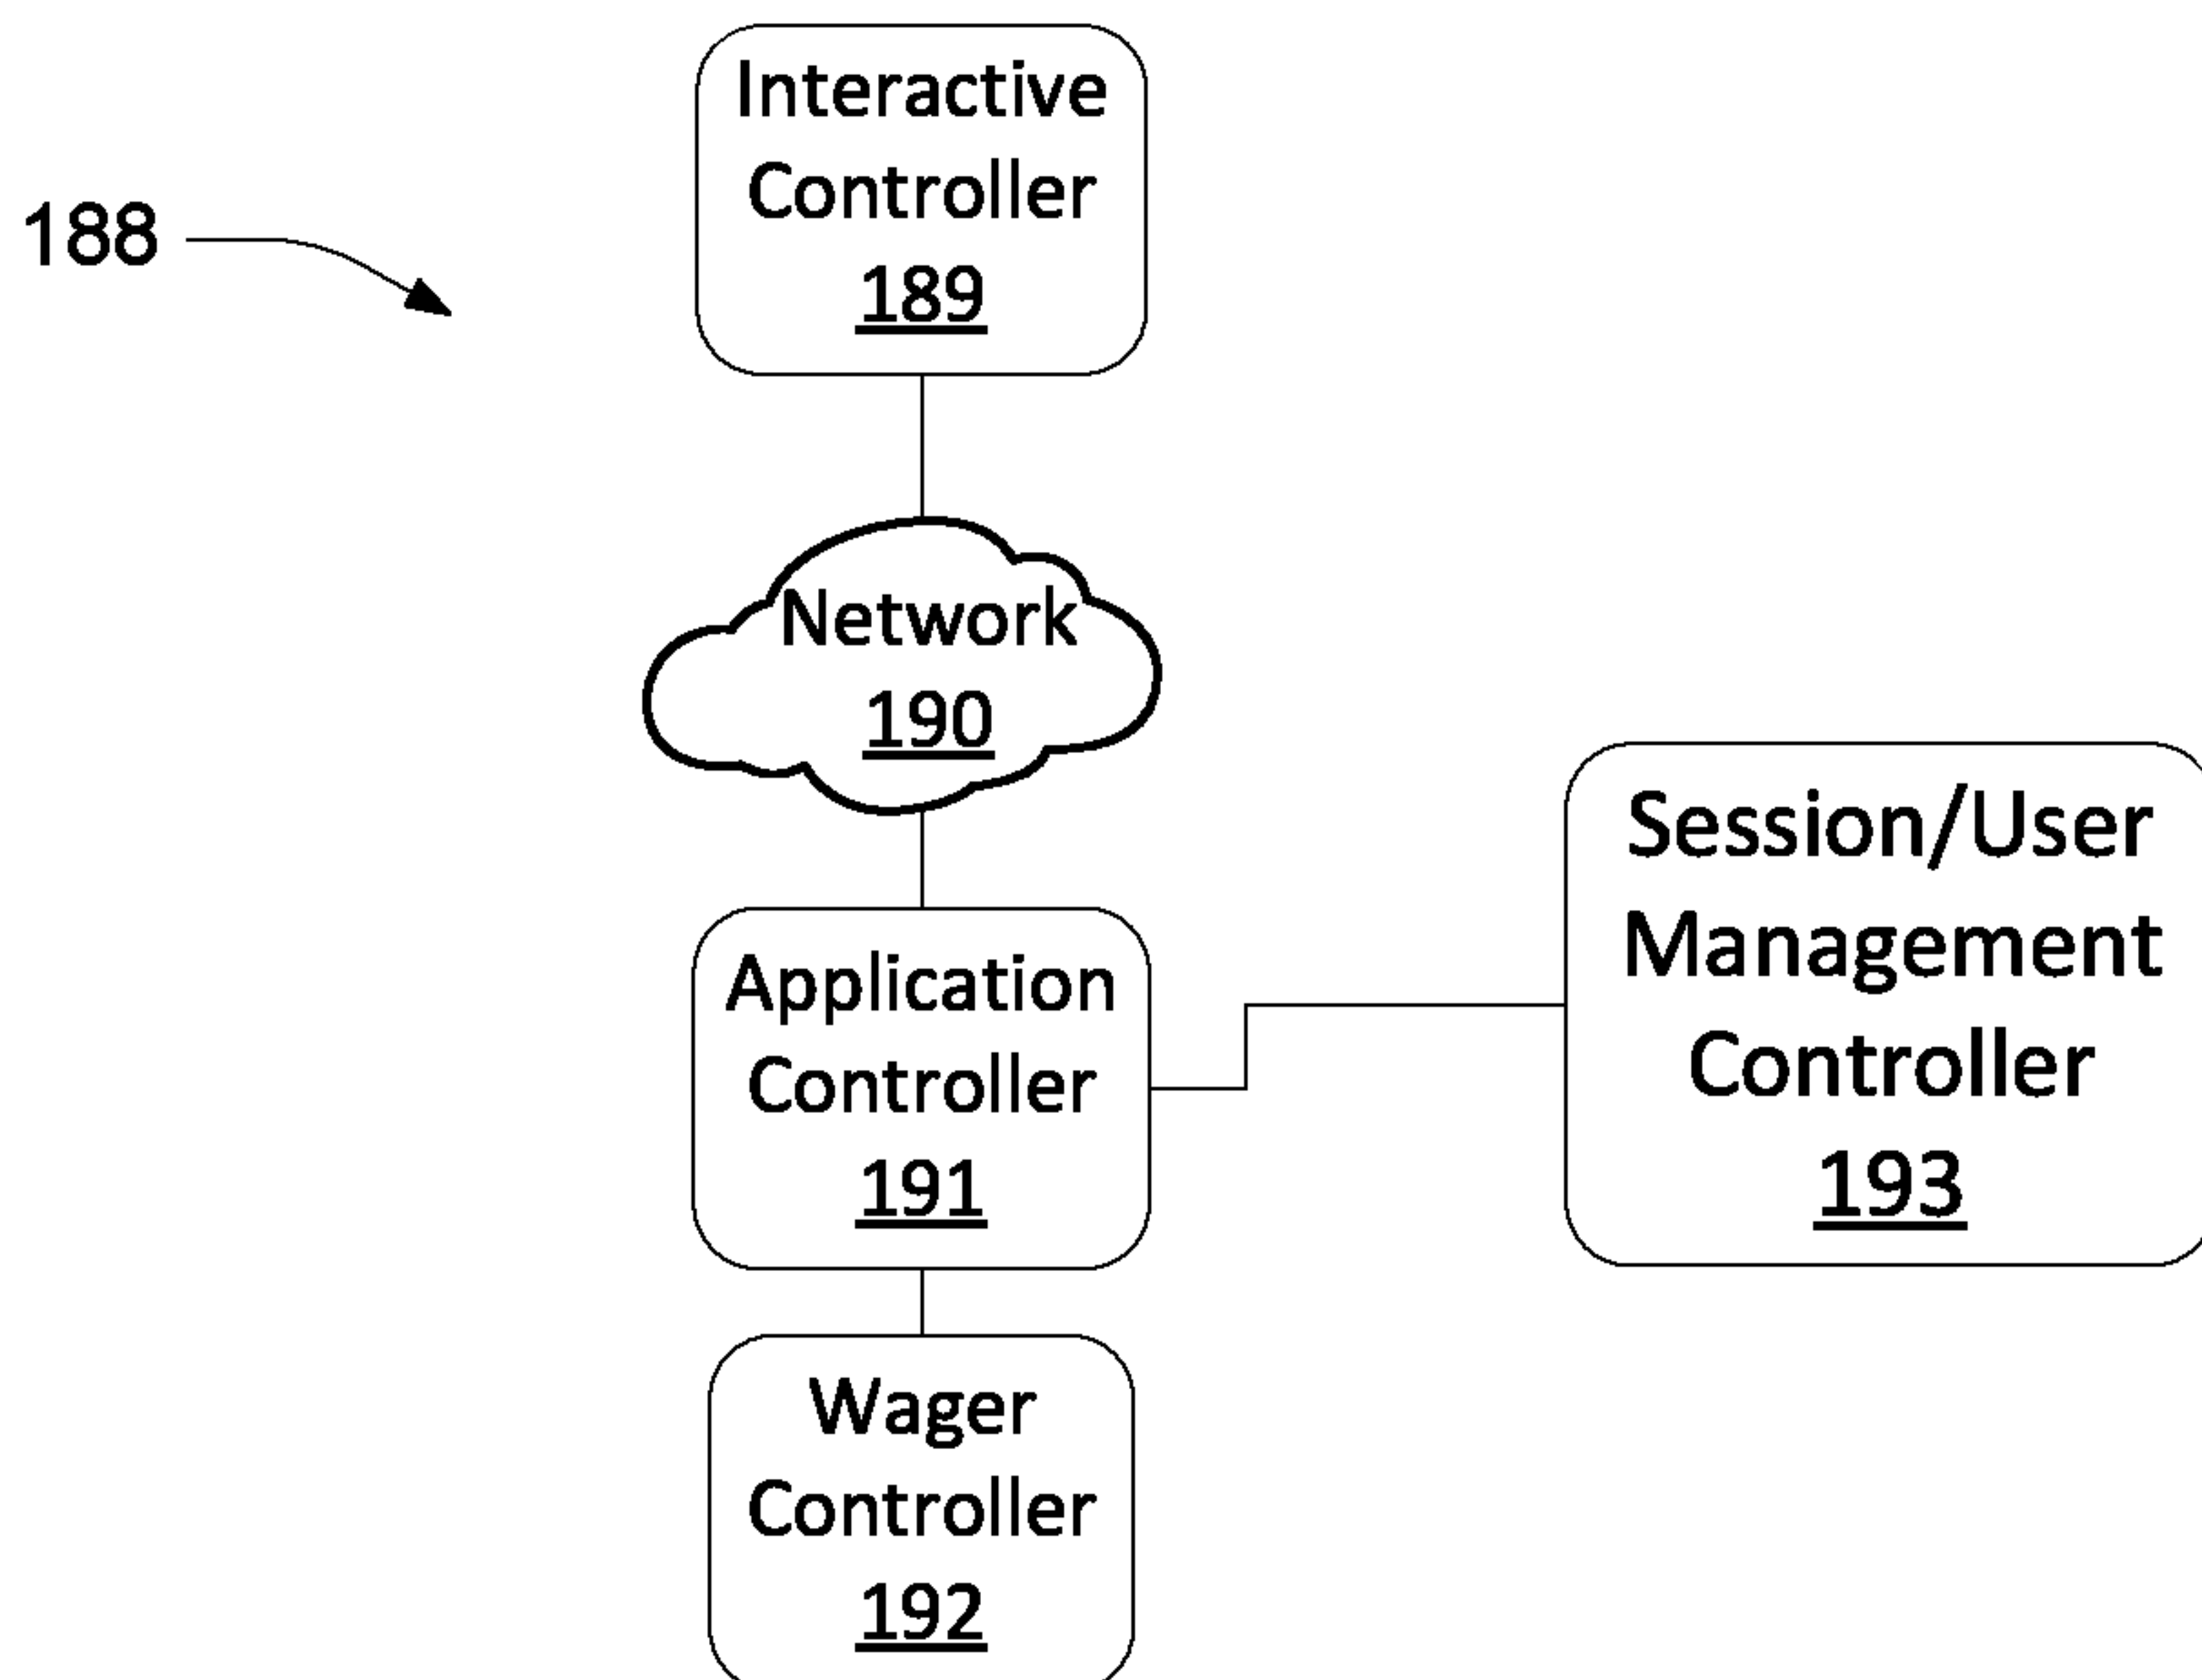 188
Interactive
Controller
189
Network
190
Application
Controller
191
Session/User
Management
Controller
193
Wager
Controller
192